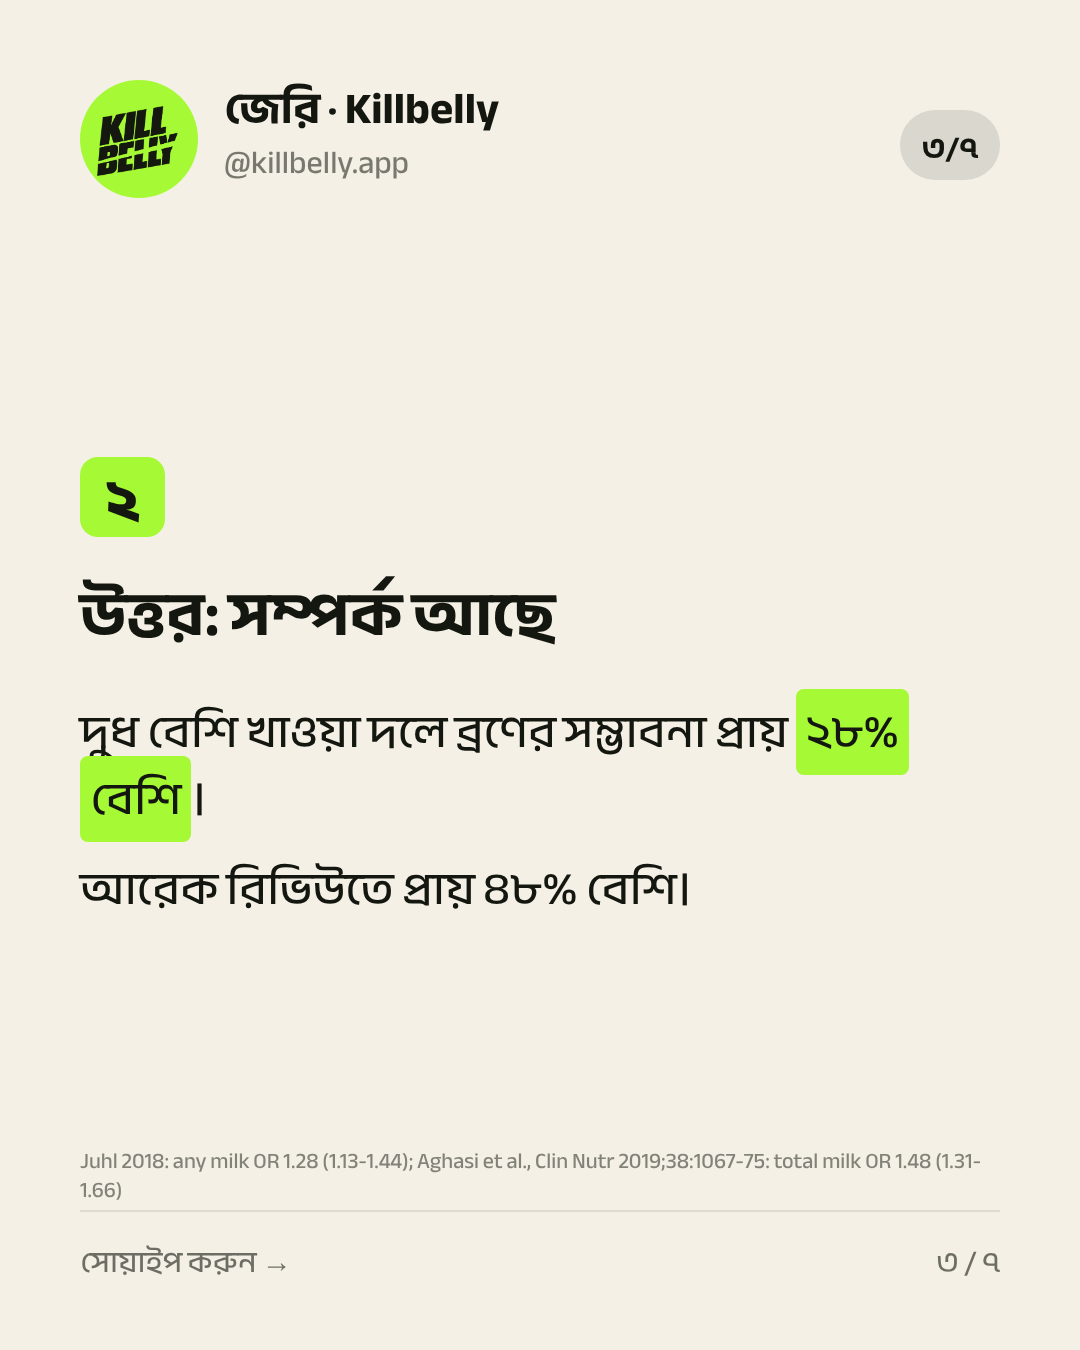 KILL
BELLY
জেরি · Killbelly
@killbelly.app
৩/৭
২
উত্তর: সম্পর্ক আছে
দুধ বেশি খাওয়া দলে ব্রণের সম্ভাবনা প্রায় ২৮%
বেশি ।
আরেক রিভিউতে প্রায় ৪৮% বেশি।
Juhl 2018: any milk OR 1.28 (1.13-1.44); Aghasi et al., Clin Nutr 2019;38:1067-75: total milk OR 1.48 (1.31-
1.66)
সোয়াইপ করুন →
৩ / ৭